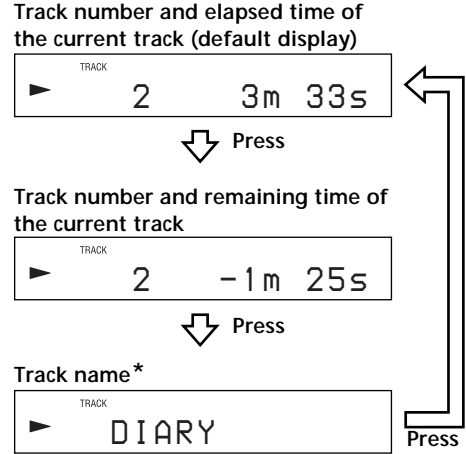 Track number and elapsed time of
the current track (default display)
TRACK
2 3m 33s
Press
Track number and remaining time of
the current track
TRACK
2 -1m 25s
Press
Track name*
TRACK
DIARY
Press